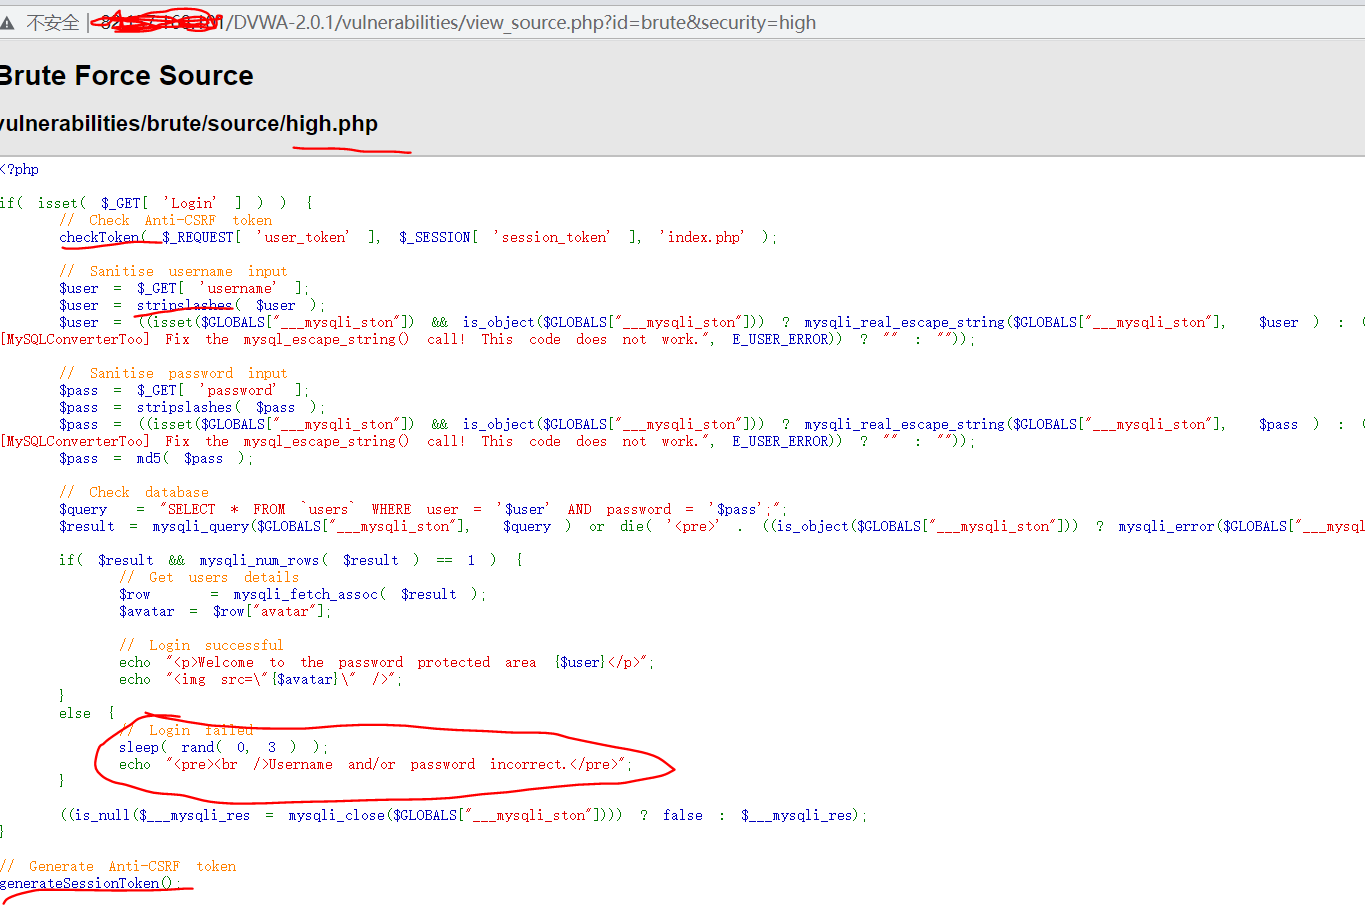 不安全 | /DVWA-2.0.1/vulnerabilities/view_source.php?id=brute&security=high
Brute Force Source
vulnerabilities/brute/source/high.php
<?php
if( isset( $_GET[ 'Login' ] ) ) {
// Check Anti-CSRF token
checkToken( $_REQUEST[ 'user_token' ], $_SESSION[ 'session_token' ], 'index.php' );
// Sanitise username input
$user = $_GET[ 'username' ];
$user = stripslashes( $user );
$user = ((isset($GLOBALS["___mysqli_ston"]) && is_object($GLOBALS["___mysqli_ston"])) ? mysqli_real_escape_string($GLOBALS["___mysqli_ston"], $user ) : (
[MySQLConverterToo] Fix the mysql_escape_string() call! This code does not work.", E_USER_ERROR)) ? "" : ""));
// Sanitise password input
$pass = $_GET[ 'password' ];
$pass = stripslashes( $pass );
$pass = ((isset($GLOBALS["___mysqli_ston"]) && is_object($GLOBALS["___mysqli_ston"])) ? mysqli_real_escape_string($GLOBALS["___mysqli_ston"], $pass ) : (
[MySQLConverterToo] Fix the mysql_escape_string() call! This code does not work.", E_USER_ERROR)) ? "" : ""));
$pass = md5( $pass );
// Check database
$query = "SELECT * FROM `users` WHERE user = '$user' AND password = '$pass';";
$result = mysqli_query($GLOBALS["___mysqli_ston"], $query ) or die( '<pre>' . ((is_object($GLOBALS["___mysqli_ston"])) ? mysqli_error($GLOBALS["___mysql
if( $result && mysqli_num_rows( $result ) == 1 ) {
// Get users details
$row = mysqli_fetch_assoc( $result );
$avatar = $row["avatar"];
// Login successful
echo "<p>Welcome to the password protected area {$user}</p>";
echo "<img src=\"{$avatar}\" />";
}
else {
// Login failed
sleep( rand( 0, 3 ) );
echo "<pre><br />Username and/or password incorrect.</pre>";
}
((is_null($___mysqli_res = mysqli_close($GLOBALS["___mysqli_ston"]))) ? false : $___mysqli_res);
}
// Generate Anti-CSRF token
generateSessionToken();